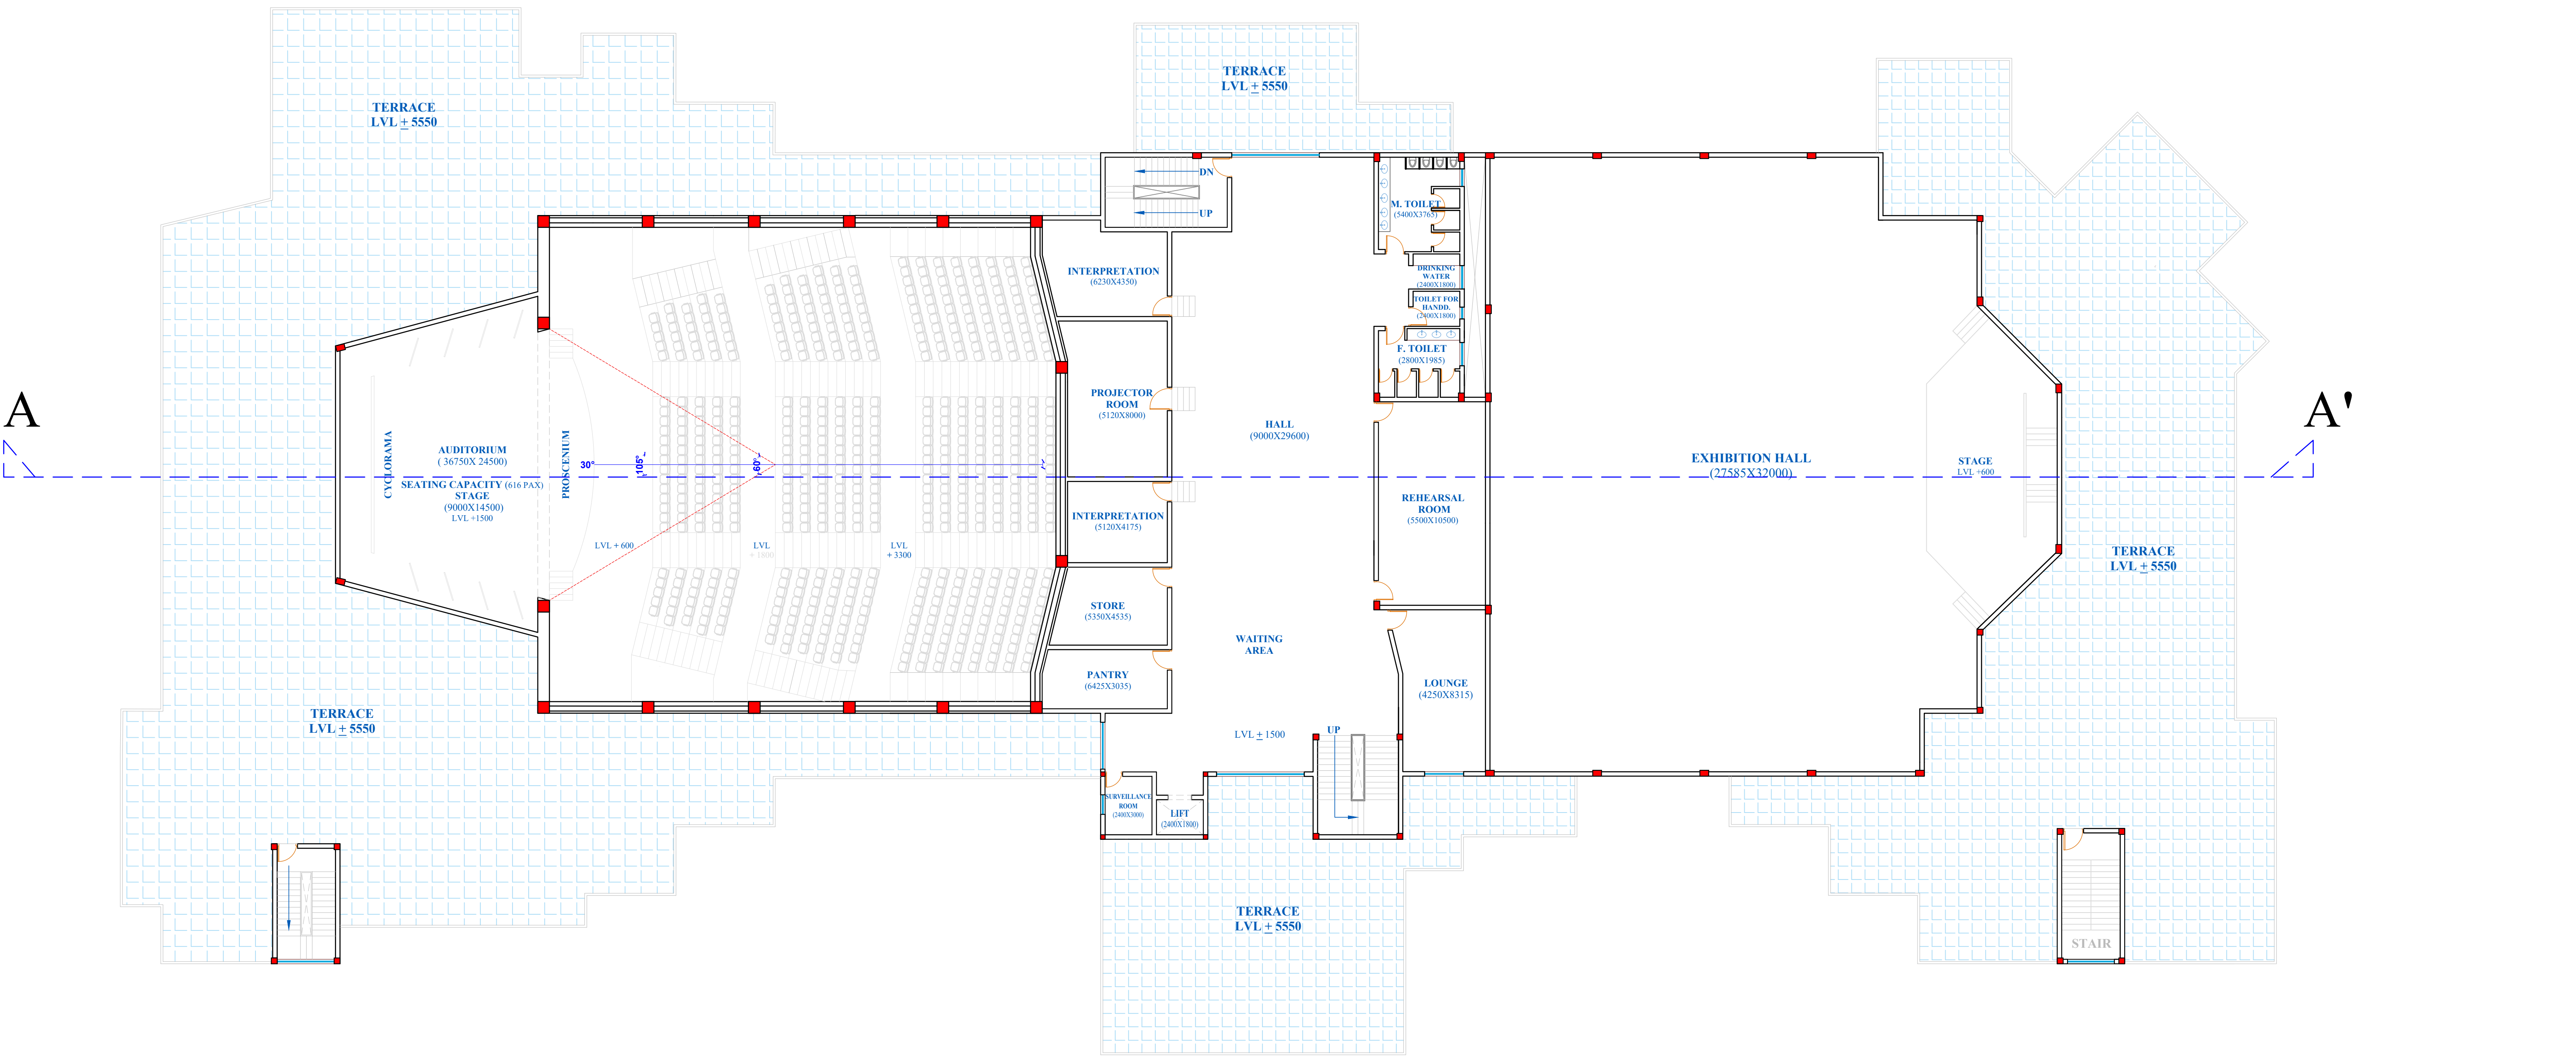 TERRACE
LVL ± 5550
TERRACE
LVL ± 5550
DN
UP
M. TOILET
(5400X3765)
INTERPRETATION
(6230X4350)
DRINKING
WATER
(2400X1800)
TOILET FOR
HANDD.
(2400X1800)
F. TOILET
(2800X1985)
PROJECTOR
ROOM
(5120X8000)
A
A'
HALL
(9000X29600)
CYCLORAMA
AUDITORIUM
( 36750X 24500)
SEATING CAPACITY (616 PAX)
STAGE
(9000X14500)
LVL +1500
PROSCENIUM
30°
105°
60°
EXHIBITION HALL
(27585X32000)
STAGE
LVL +600
REHEARSAL
ROOM
(5500X10500)
INTERPRETATION
(5120X4175)
LVL + 600
LVL
+ 1800
LVL
+ 3300
TERRACE
LVL ± 5550
STORE
(5350X4535)
WAITING
AREA
PANTRY
(6425X3035)
LOUNGE
(4250X8315)
TERRACE
LVL ± 5550
LVL ± 1500
UP
SURVEILLANCE
ROOM
(2400X3000)
LIFT
(2400X1800)
TERRACE
LVL ± 5550
STAIR